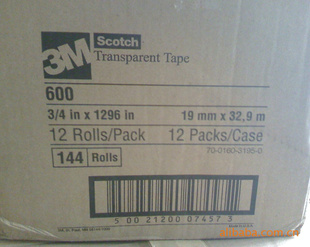 3M Scotch
Transparent Tape
600
3/4 in x 1296 in 19 mm x 32,9 m
12 Rolls/Pack 12 Packs/Case
144 Rolls
70-0160-3195-0
5 00 21200 07457 3